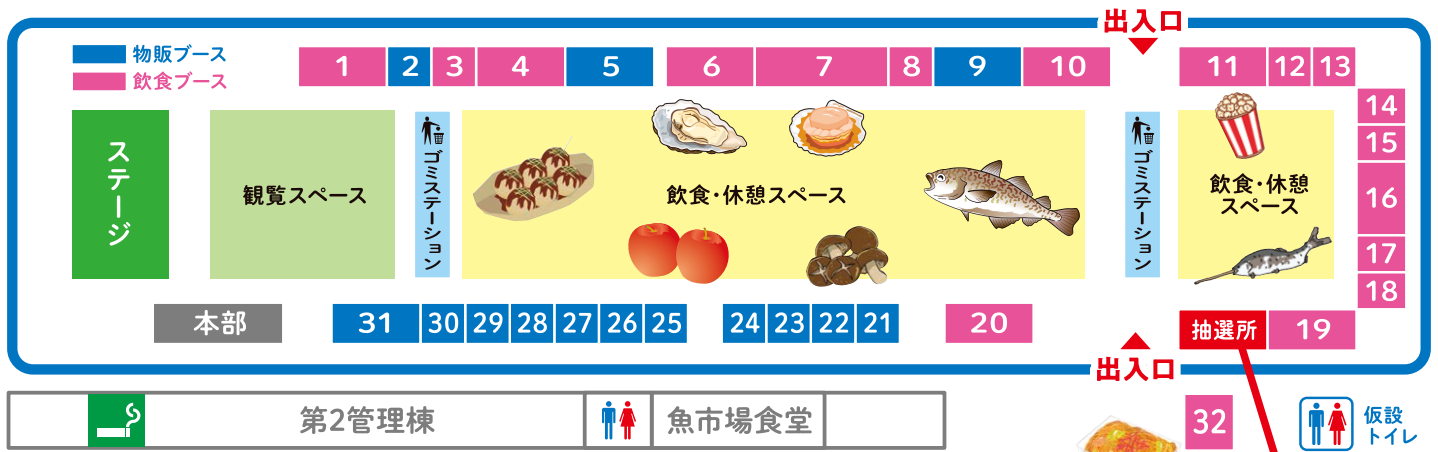 出入口
物販ブース
飲食ブース
1
2
3
4
5
6
7
8
9
10
11
12
13
14
15
16
17
18
ステージ
観覧スペース
ゴミステーション
飲食・休憩スペース
ゴミステーション
飲食・休憩
スペース
本部
31
30
29
28
27
26
25
24
23
22
21
20
抽選所
19
出入口
第2管理棟
魚市場食堂
32
仮設
トイレ